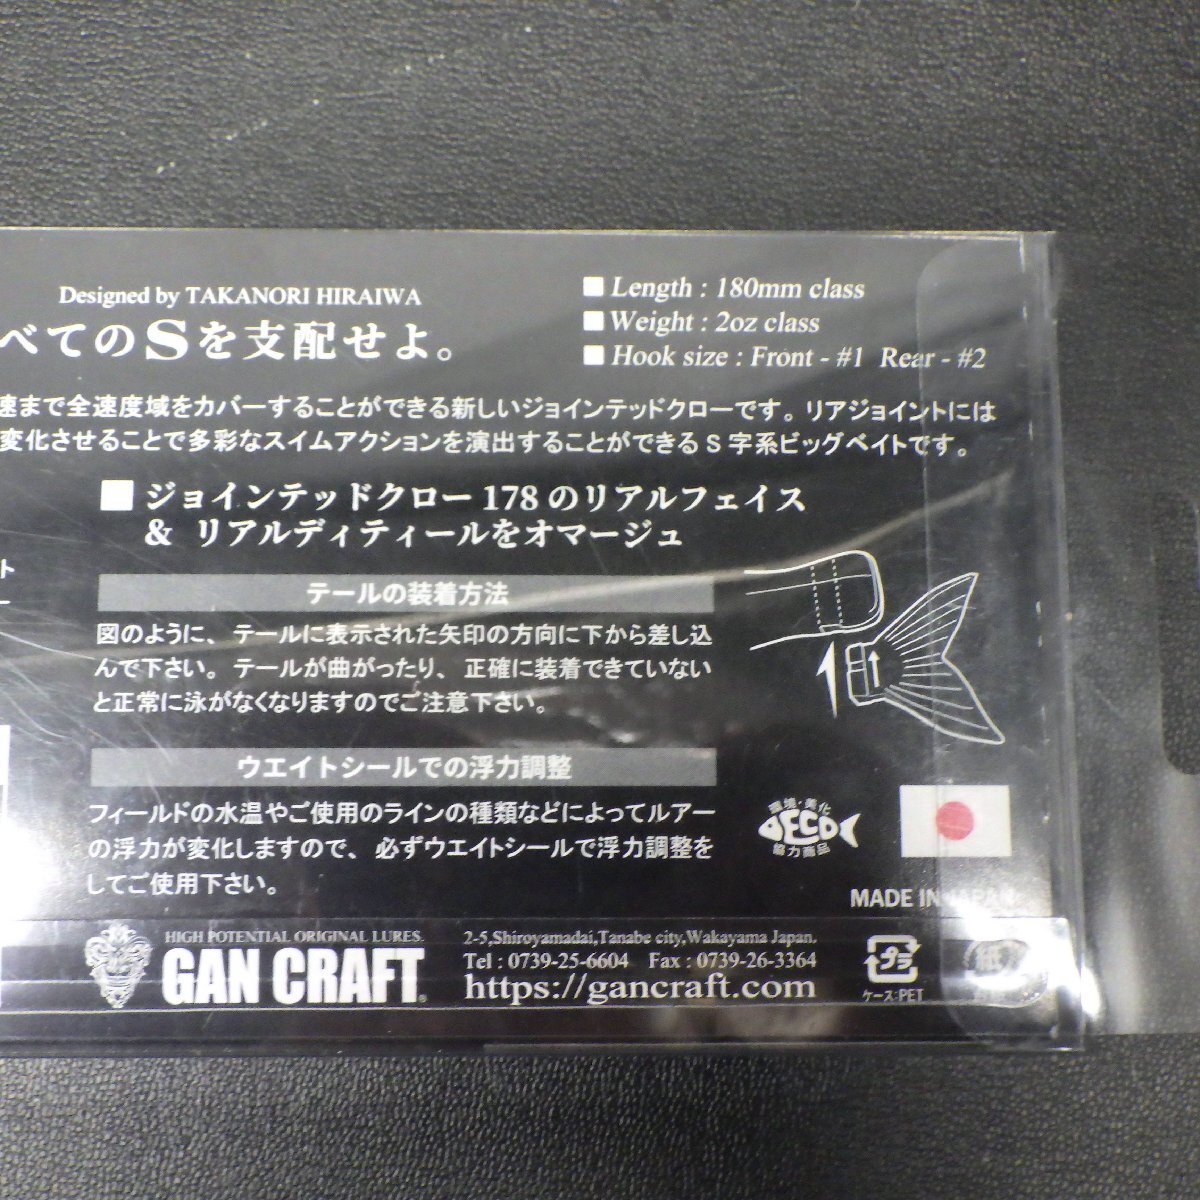 Designed by TAKANORI HIRAIWA
べてのSを支配せよ。
■ Length : 180mm class
■ Weight : 2oz class
■ Hook size : Front - #1 Rear - #2
速まで全速度域をカバーすることができる新しいジョインテッドクローです。リアジョイントには
変化させることで多彩なスイムアクションを演出することができるS字系ビッグベイトです。
■ ジョインテッドクロー178のリアルフェイス
& リアルディティールをオマージュ
ト
ー
テールの装着方法
図のように、テールに表示された矢印の方向に下から差し込
んで下さい。テールが曲がったり、正確に装着できていない
と正常に泳がなくなりますのでご注意下さい。
ウエイトシールでの浮力調整
フィールドの水温やご使用のラインの種類などによってルアー
の浮力が変化しますので、必ずウエイトシールで浮力調整を
してご使用下さい。
環境・美化
ECO
協力商品
MADE IN JAPAN
HIGH POTENTIAL ORIGINAL LURES.
GAN CRAFT®
2-5,Shiroyamadai,Tanabe city,Wakayama Japan.
Tel : 0739-25-6604 Fax : 0739-26-3364
https://gancraft.com
プラ
ケース:PET
紙